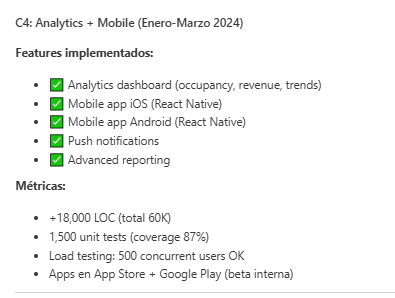 C4: Analytics + Mobile (Enero-Marzo 2024)
Features implementados:
• ✅ Analytics dashboard (occupancy, revenue, trends)
• ✅ Mobile app iOS (React Native)
• ✅ Mobile app Android (React Native)
• ✅ Push notifications
• ✅ Advanced reporting
Métricas:
• +18,000 LOC (total 60K)
• 1,500 unit tests (coverage 87%)
• Load testing: 500 concurrent users OK
• Apps en App Store + Google Play (beta interna)